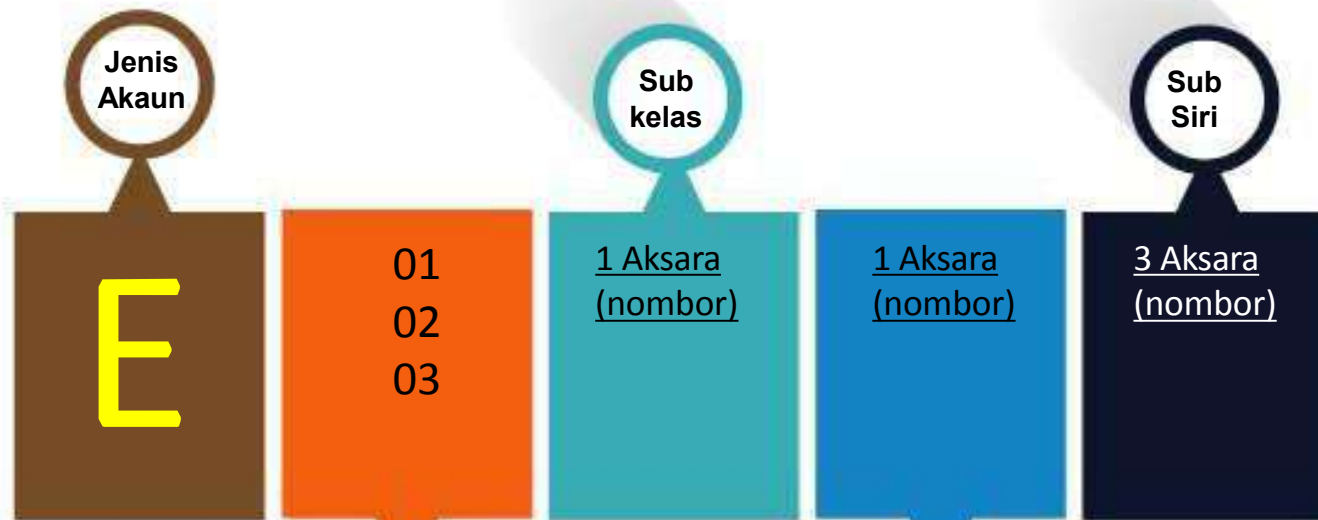 Jenis
Akaun
Sub
kelas
Sub
Siri
E
01
02
03
1 Aksara
(nombor)
1 Aksara
(nombor)
3 Aksara
(nombor)